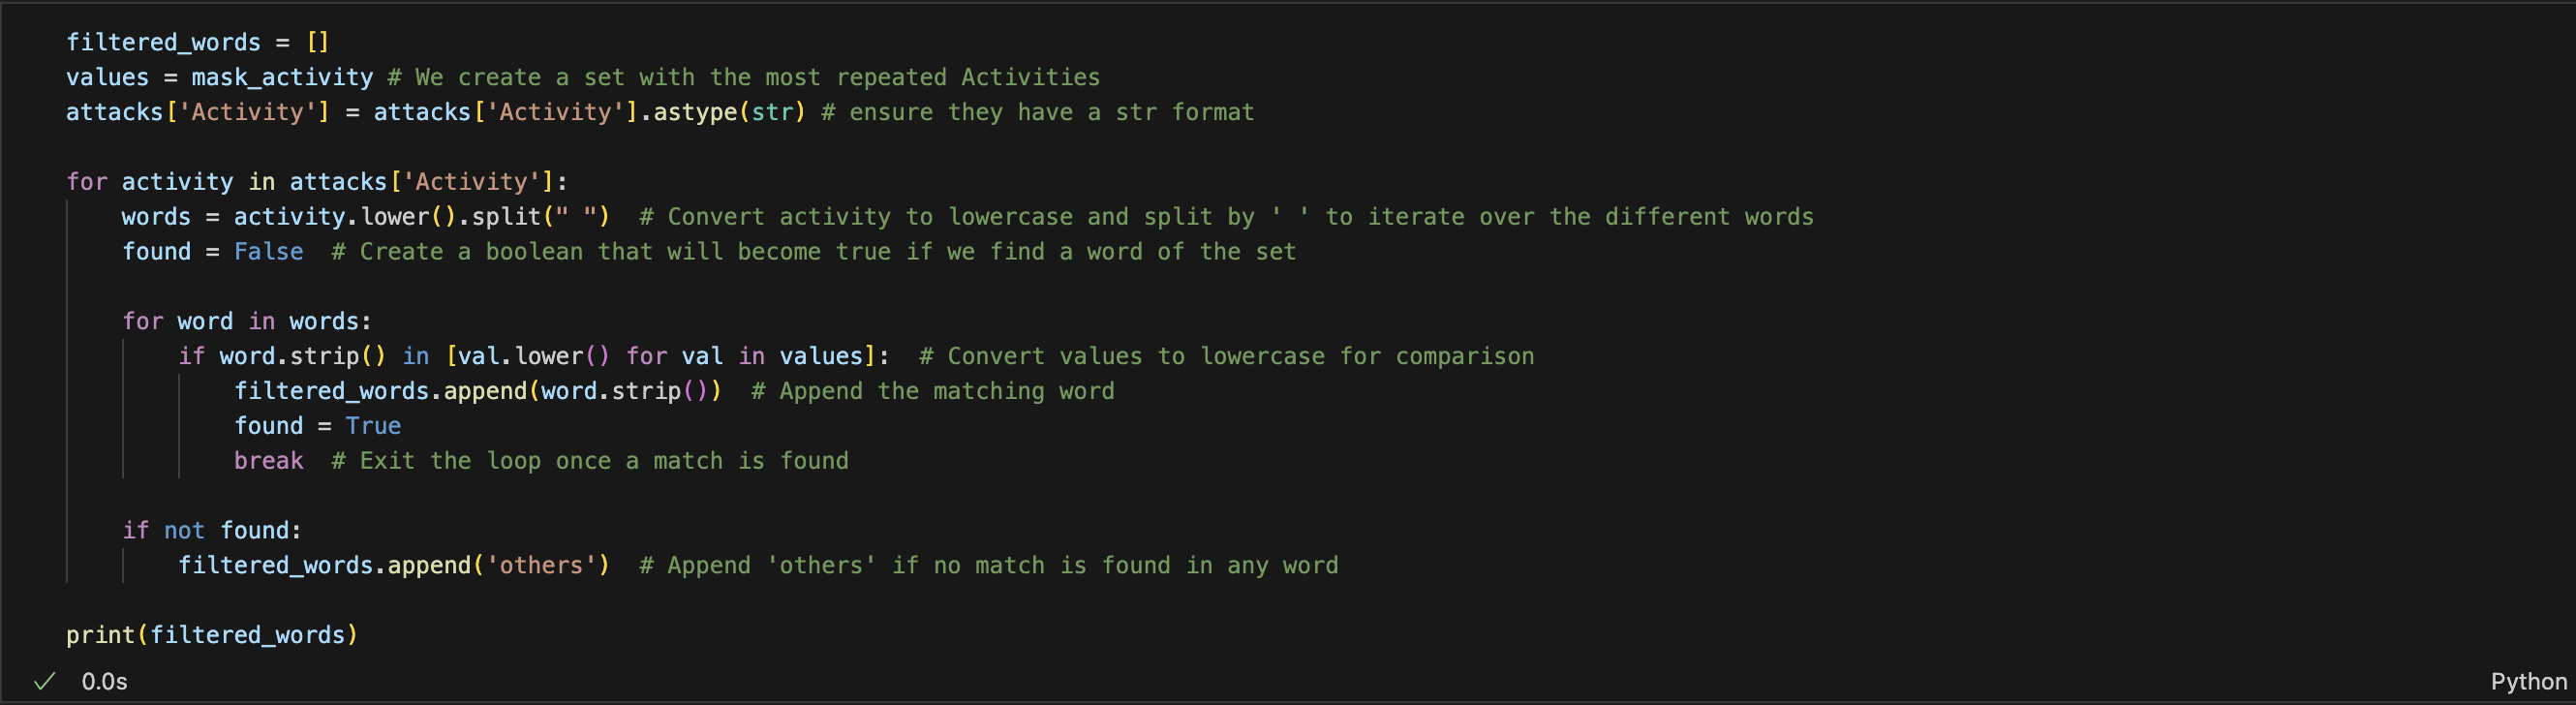 filtered_words = []
values = mask_activity # We create a set with the most repeated Activities
attacks['Activity'] = attacks['Activity'].astype(str) # ensure they have a str format
for activity in attacks['Activity']:
words = activity.lower().split(" ")  # Convert activity to lowercase and split by ' ' to iterate over the different words
found = False  # Create a boolean that will become true if we find a word of the set
for word in words:
if word.strip() in [val.lower() for val in values]:  # Convert values to lowercase for comparison
filtered_words.append(word.strip())  # Append the matching word
found = True
break  # Exit the loop once a match is found
if not found:
filtered_words.append('others')  # Append 'others' if no match is found in any word
print(filtered_words)
0.0s
Python